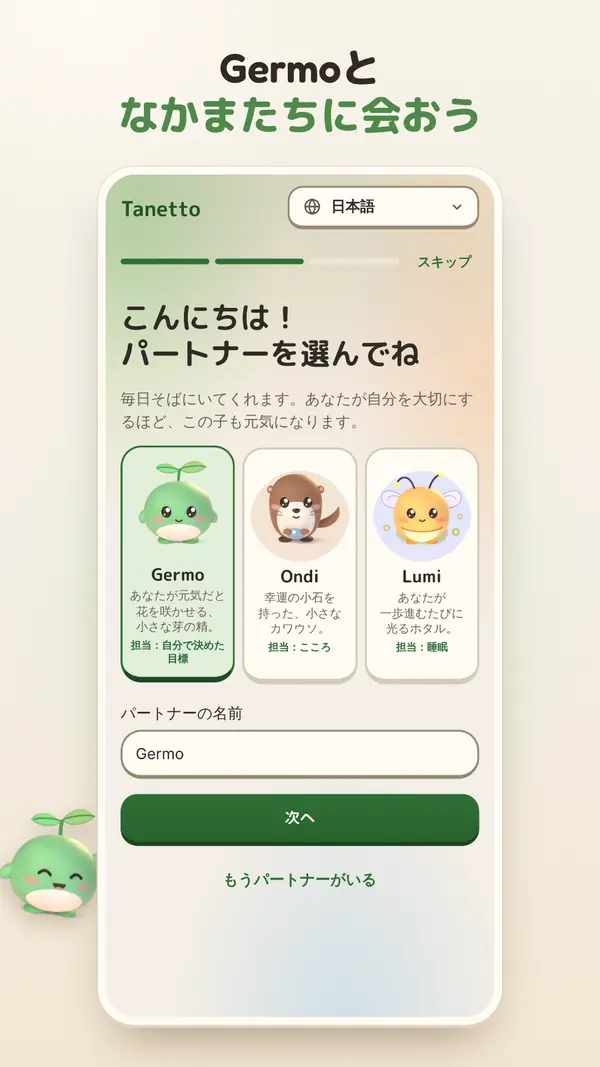 Germoと
なかまたちに会おう
Tanetto
日本語
スキップ
こんにちは！
パートナーを選んでね
毎日そばにいてくれます。あなたが自分を大切にす
るほど、この子も元気になります。
Germo
あなたが元気だと
花を咲かせる、
小さな芽の精。
担当：自分で決めた
目標
Ondi
幸運の小石を
持った、小さな
カワウソ。
担当：こころ
Lumi
あなたが
一歩進むたびに
光るホタル。
担当：睡眠
パートナーの名前
Germo
次へ
もうパートナーがいる